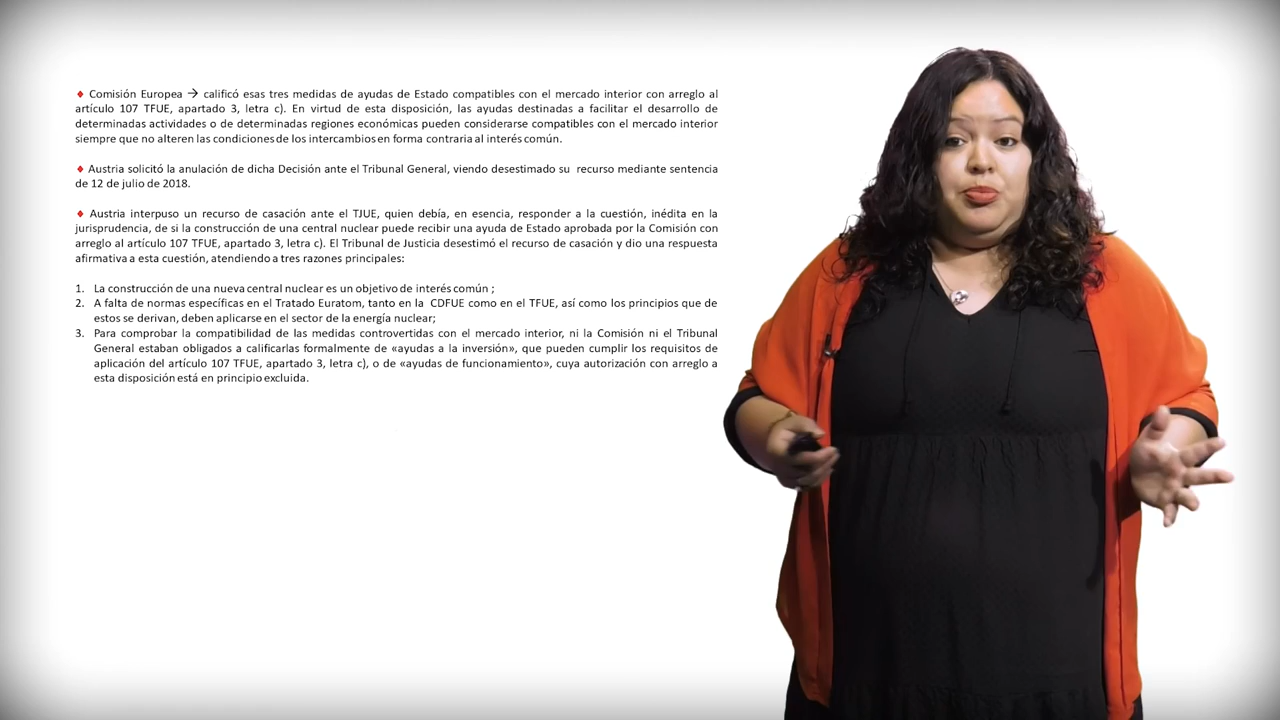 ♦ Comisión Europea → calificó esas tres medidas de ayudas de Estado compatibles con el mercado interior con arreglo al
artículo 107 TFUE, apartado 3, letra c). En virtud de esta disposición, las ayudas destinadas a facilitar el desarrollo de
determinadas actividades o de determinadas regiones económicas pueden considerarse compatibles con el mercado interior
siempre que no alteren las condiciones de los intercambios en forma contraria al interés común.
♦ Austria solicitó la anulación de dicha Decisión ante el Tribunal General, viendo desestimado su recurso mediante sentencia
de 12 de julio de 2018.
♦ Austria interpuso un recurso de casación ante el TJUE, quien debía, en esencia, responder a la cuestión, inédita en la
jurisprudencia, de si la construcción de una central nuclear puede recibir una ayuda de Estado aprobada por la Comisión con
arreglo al artículo 107 TFUE, apartado 3, letra c). El Tribunal de Justicia desestimó el recurso de casación y dio una respuesta
afirmativa a esta cuestión, atendiendo a tres razones principales:
1. La construcción de una nueva central nuclear es un objetivo de interés común ;
2. A falta de normas específicas en el Tratado Euratom, tanto en la CDFUE como en el TFUE, así como los principios que de
estos se derivan, deben aplicarse en el sector de la energía nuclear;
3. Para comprobar la compatibilidad de las medidas controvertidas con el mercado interior, ni la Comisión ni el Tribunal
General estaban obligados a calificarlas formalmente de «ayudas a la inversión», que pueden cumplir los requisitos de
aplicación del artículo 107 TFUE, apartado 3, letra c), o de «ayudas de funcionamiento», cuya autorización con arreglo a
esta disposición está en principio excluida.